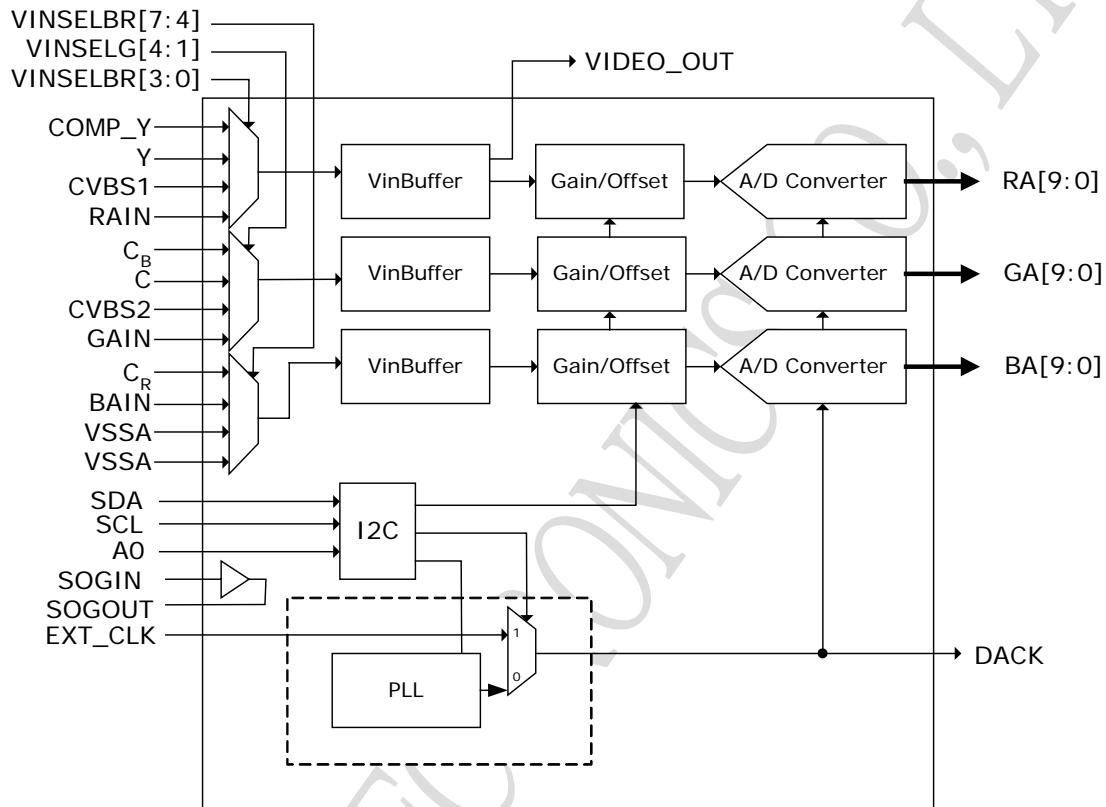 VINSELBR[7:4]
VINSELG[4:1]
VINSELBR[3:0]
VIDEO_OUT
COMP_Y
Y
CVBS1
RAIN
VinBuffer
Gain/Offset
A/D Converter
RA[9:0]
CB
C
CVBS2
GAIN
VinBuffer
Gain/Offset
A/D Converter
GA[9:0]
CR
BAIN
VSSA
VSSA
VinBuffer
Gain/Offset
A/D Converter
BA[9:0]
SDA
SCL
A0
I2C
SOGIN
SOGOUT
EXT_CLK
1
0
PLL
DACK